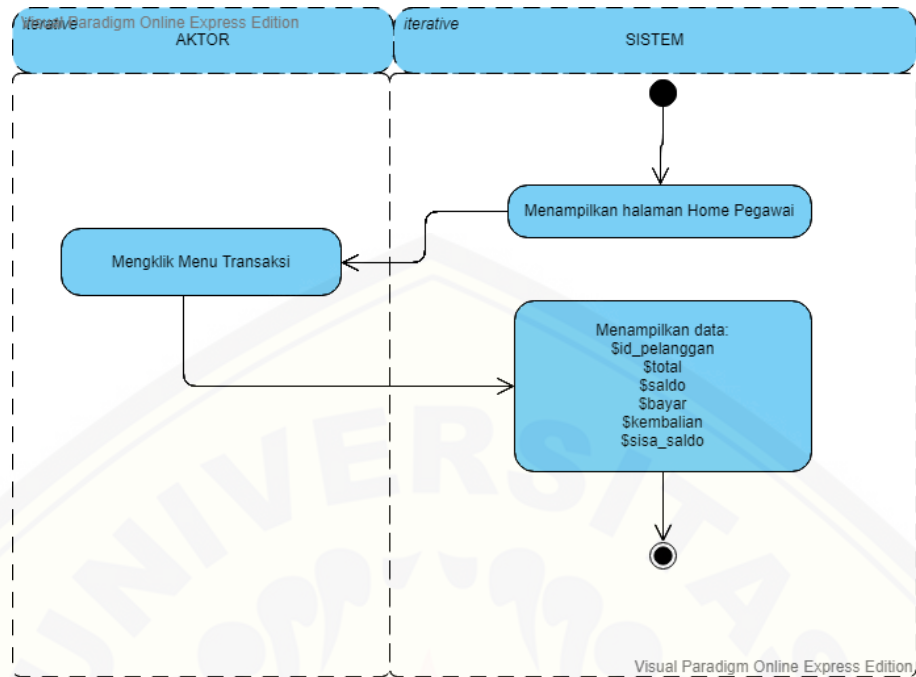 Visual Paradigm Online Express Edition
iterative
AKTOR
iterative
SISTEM
Menampilkan halaman Home Pegawai
Mengklik Menu Transaksi
Menampilkan data:
$id_pelanggan
$total
$saldo
$bayar
$kembalian
$sisa_saldo
UNIVERSITAS
Visual Paradigm Online Express Edition